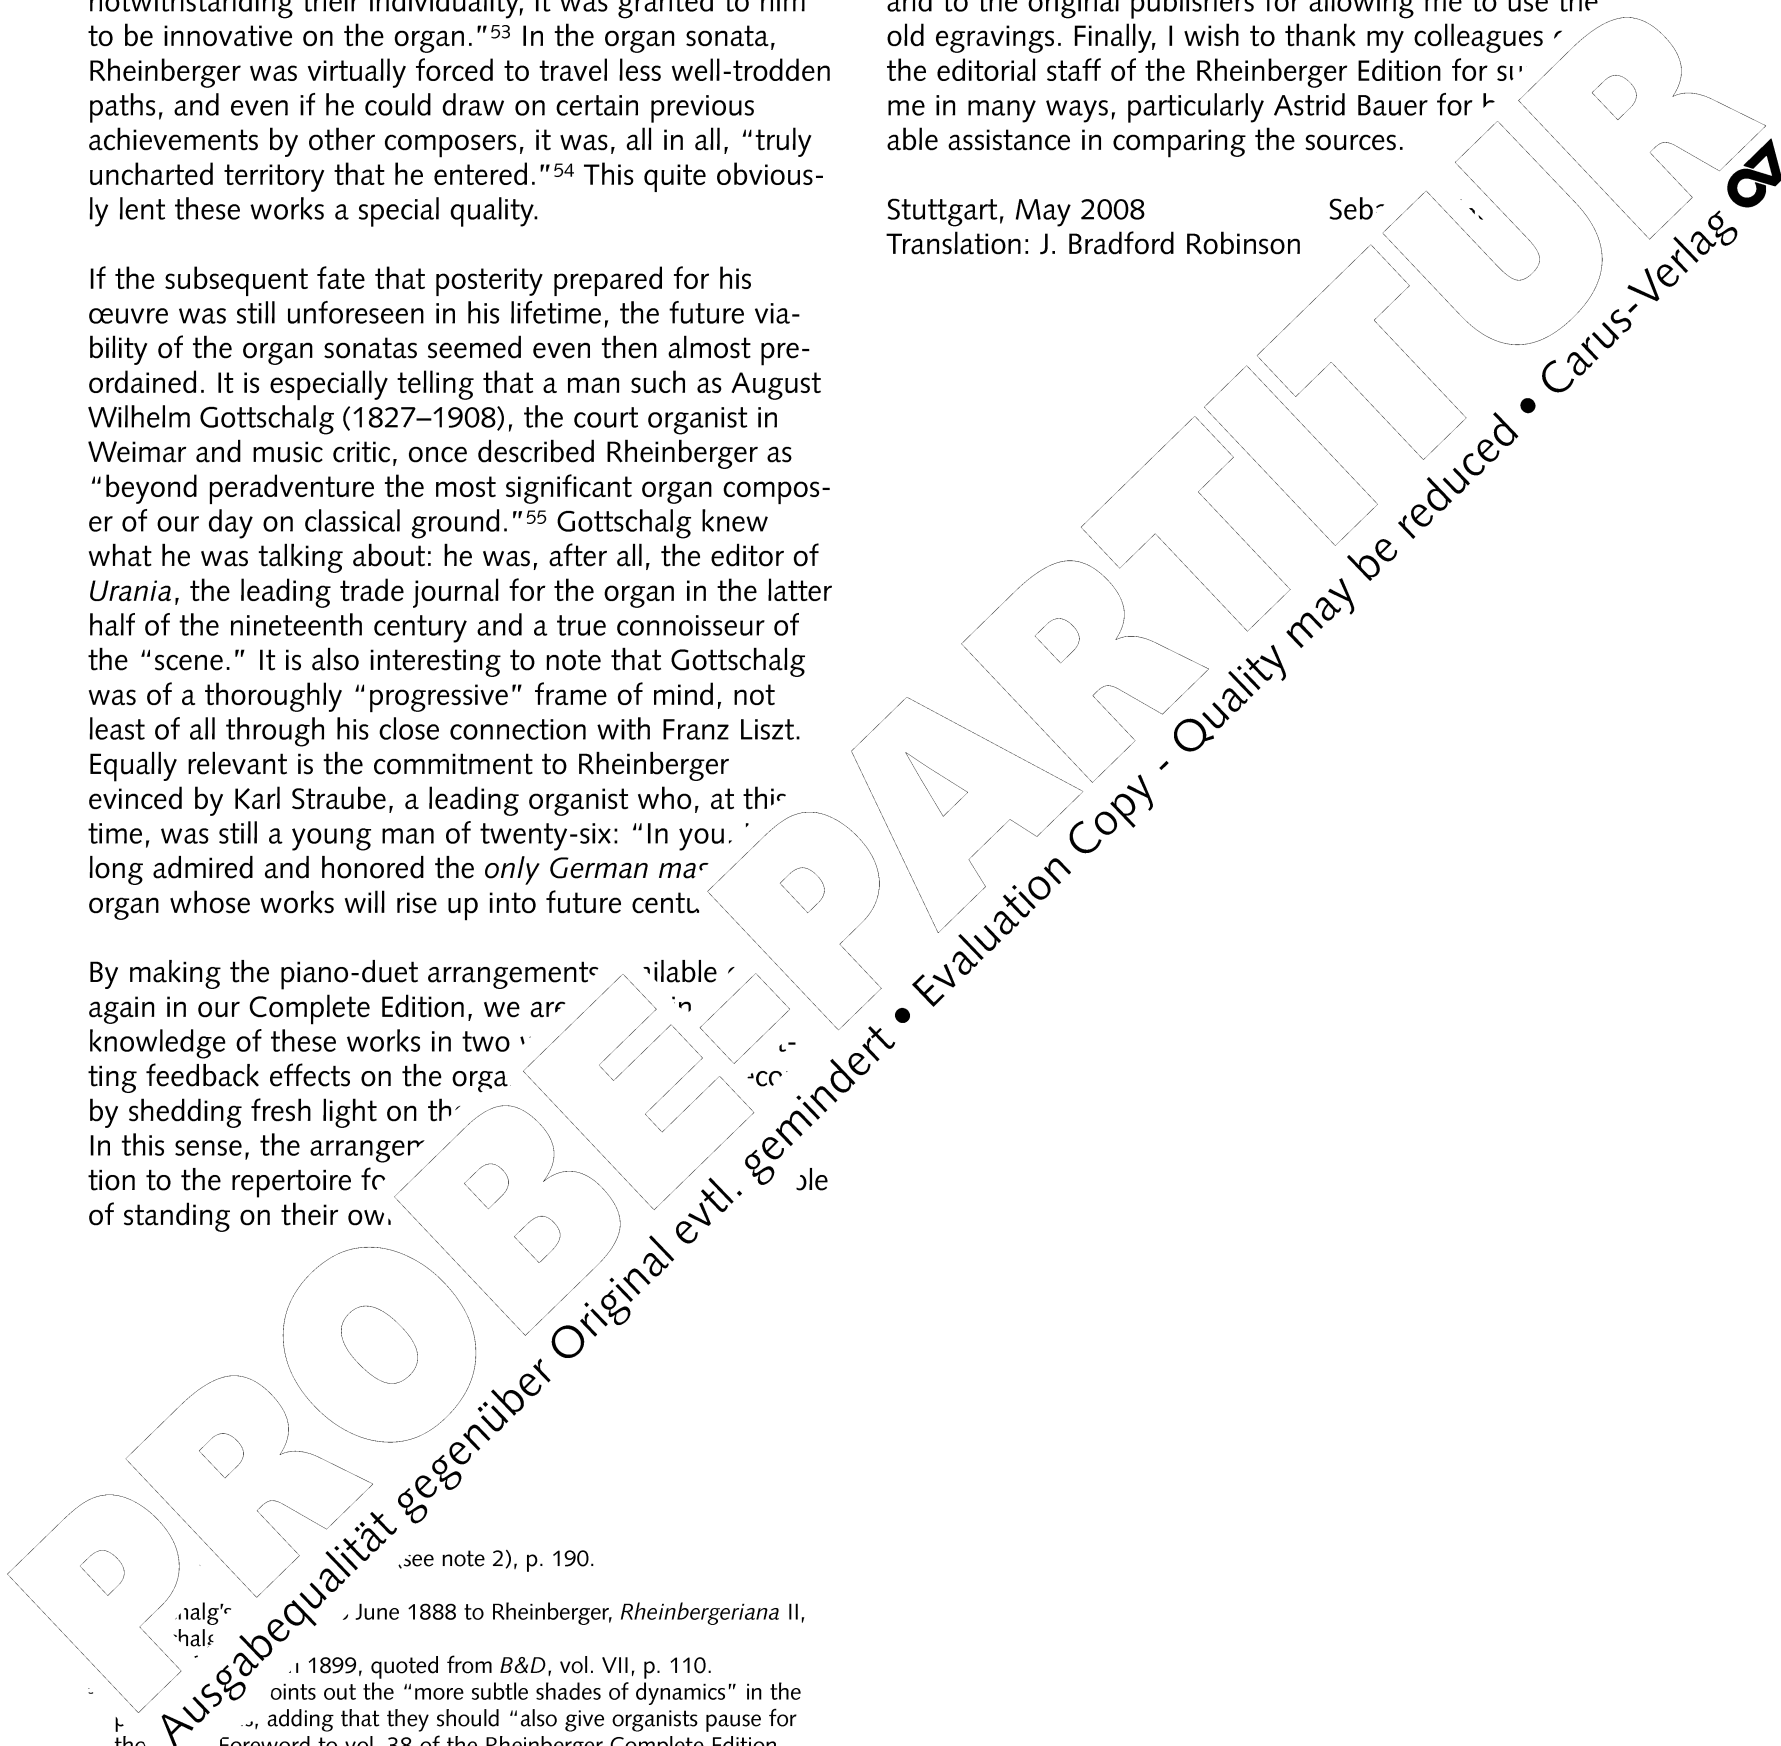 notwithstanding their individuality, it was granted to him
to be innovative on the organ.”53 In the organ sonata,
Rheinberger was virtually forced to travel less well-trodden
paths, and even if he could draw on certain previous
achievements by other composers, it was, all in all, “truly
uncharted territory that he entered.”54 This quite obvious-
ly lent these works a special quality.
If the subsequent fate that posterity prepared for his
œuvre was still unforeseen in his lifetime, the future via-
bility of the organ sonatas seemed even then almost pre-
ordained. It is especially telling that a man such as August
Wilhelm Gottschalg (1827–1908), the court organist in
Weimar and music critic, once described Rheinberger as
“beyond peradventure the most significant organ compos-
er of our day on classical ground.”55 Gottschalg knew
what he was talking about: he was, after all, the editor of
Urania, the leading trade journal for the organ in the latter
half of the nineteenth century and a true connoisseur of
the “scene.” It is also interesting to note that Gottschalg
was of a thoroughly “progressive” frame of mind, not
least of all through his close connection with Franz Liszt.
Equally relevant is the commitment to Rheinberger
evinced by Karl Straube, a leading organist who, at this
time, was still a young man of twenty-six: “In you
long admired and honored the only German
organ whose works will rise up into future
By making the piano-duet arrangements
again in our Complete Edition, we are
knowledge of these works in two
ting feedback effects on the
by shedding fresh light on
In this sense, the
tion to the repertoire
of standing on their own
(see note 2), p. 190.
June 1888 to Rheinberger, Rheinbergeriana II,
1899, quoted from B&D, vol. VII, p. 110.
out the “more subtle shades of dynamics” in the
adding that they should “also give organists pause for
Foreword to vol. 38 of the Rheinberger Complete Edition
and to the original publishers for allowing me to use the
old egravings. Finally, I wish to thank my colleagues
the editorial staff of the Rheinberger Edition for
me in many ways, particularly Astrid Bauer for
able assistance in comparing the sources.
Stuttgart, May 2008
Translation: J. Bradford Robinson
PROBE-PARTITUR
Ausgabequalität gegenüber Original evtl. gemindert • Evaluation Copy - Quality may be reduced • Carus-Verlag